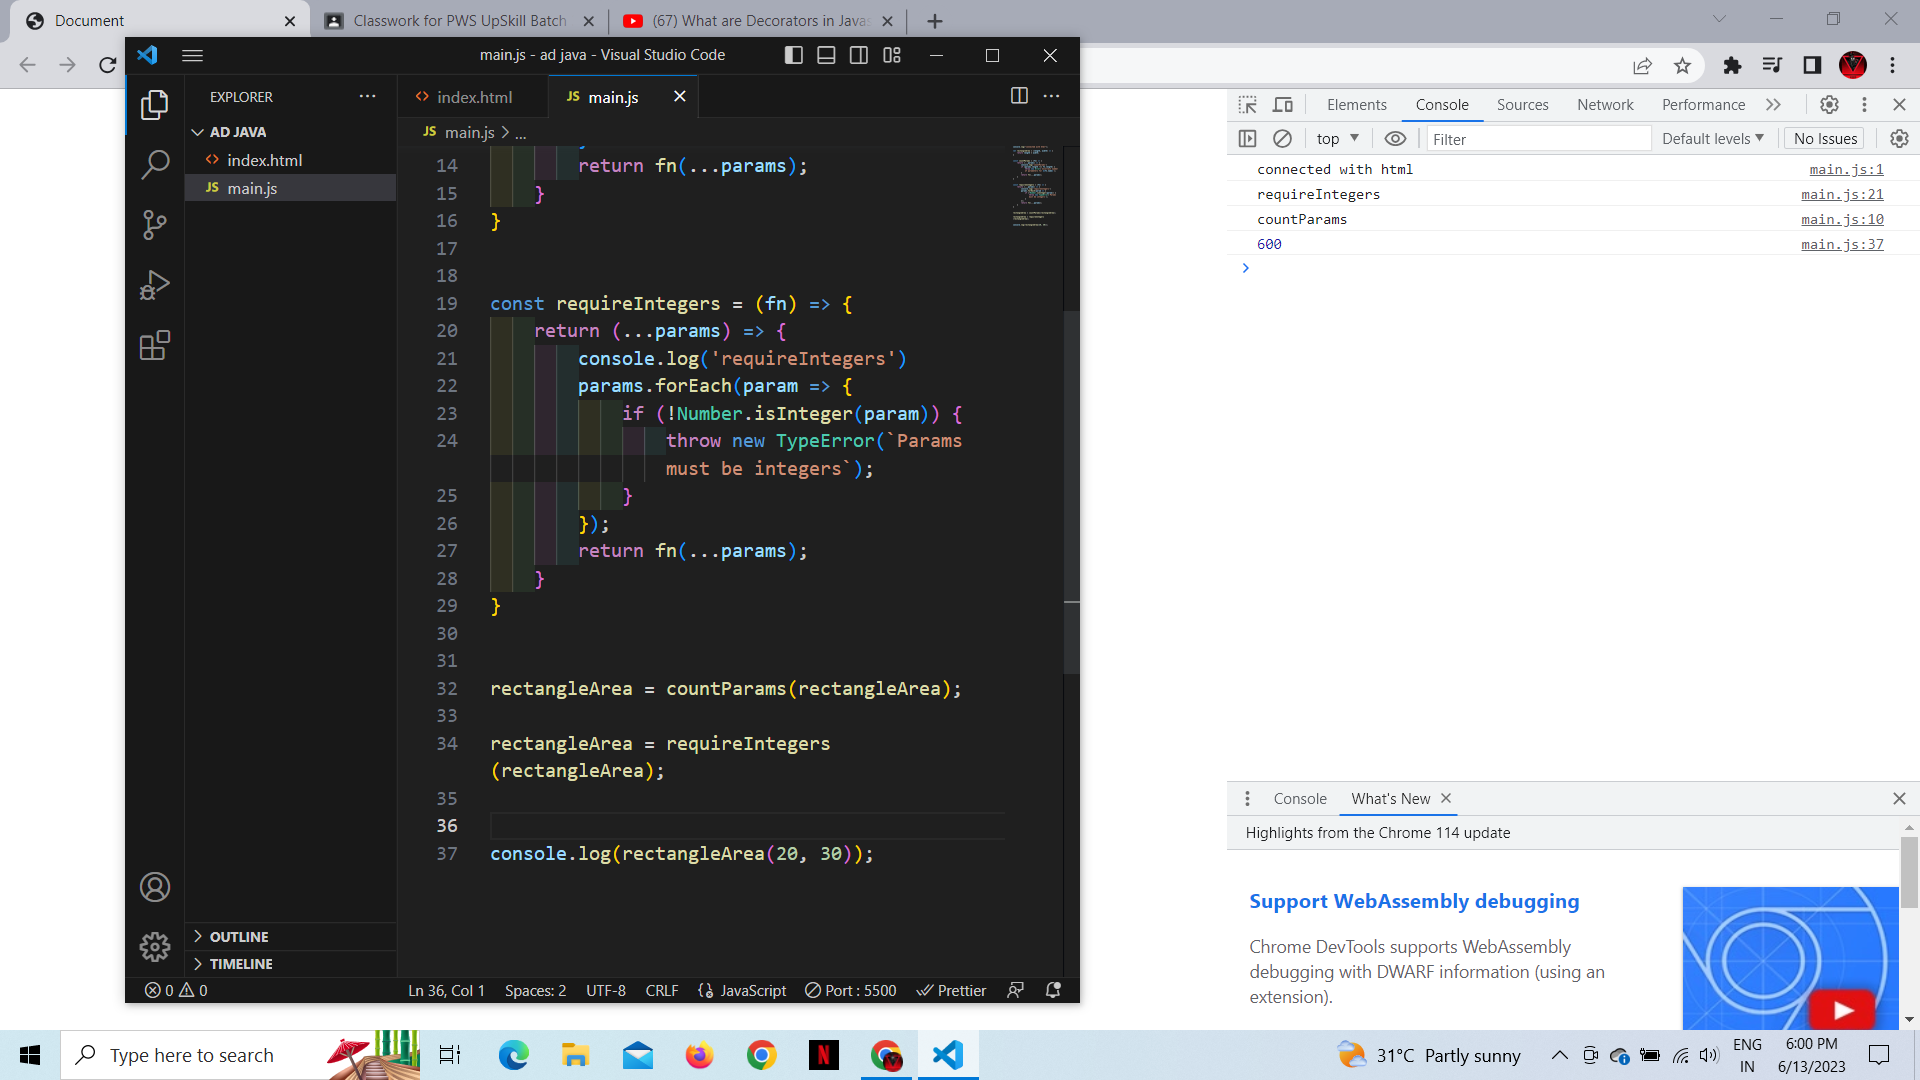 Document
Classwork for PWS UpSkill Batch
(67) What are Decorators in Javas
main.js - ad java - Visual Studio Code
EXPLORER
AD JAVA
index.html
JS main.js
index.html
JS main.js
JS main.js > ...
14 return fn(...params);
15 }
16 }
17
18
19 const requireIntegers = (fn) => {
20 return (...params) => {
21 console.log('requireIntegers')
22 params.forEach(param => {
23 if (!Number.isInteger(param)) {
24 throw new TypeError(`Params
must be integers`);
25 }
26 });
27 return fn(...params);
28 }
29 }
30
31
32 rectangleArea = countParams(rectangleArea);
33
34 rectangleArea = requireIntegers
(rectangleArea);
35
36
37 console.log(rectangleArea(20, 30));
OUTLINE
TIMELINE
0 0
Ln 36, Col 1 Spaces: 2 UTF-8 CRLF JavaScript Port : 5500 Prettier
Elements Console Sources Network Performance
top Filter Default levels No Issues
connected with html main.js:1
requireIntegers main.js:21
countParams main.js:10
600 main.js:37
Console What's New
Highlights from the Chrome 114 update
Support WebAssembly debugging
Chrome DevTools supports WebAssembly
debugging with DWARF information (using an
extension).
Type here to search
31°C Partly sunny
ENG
IN
6:00 PM
6/13/2023